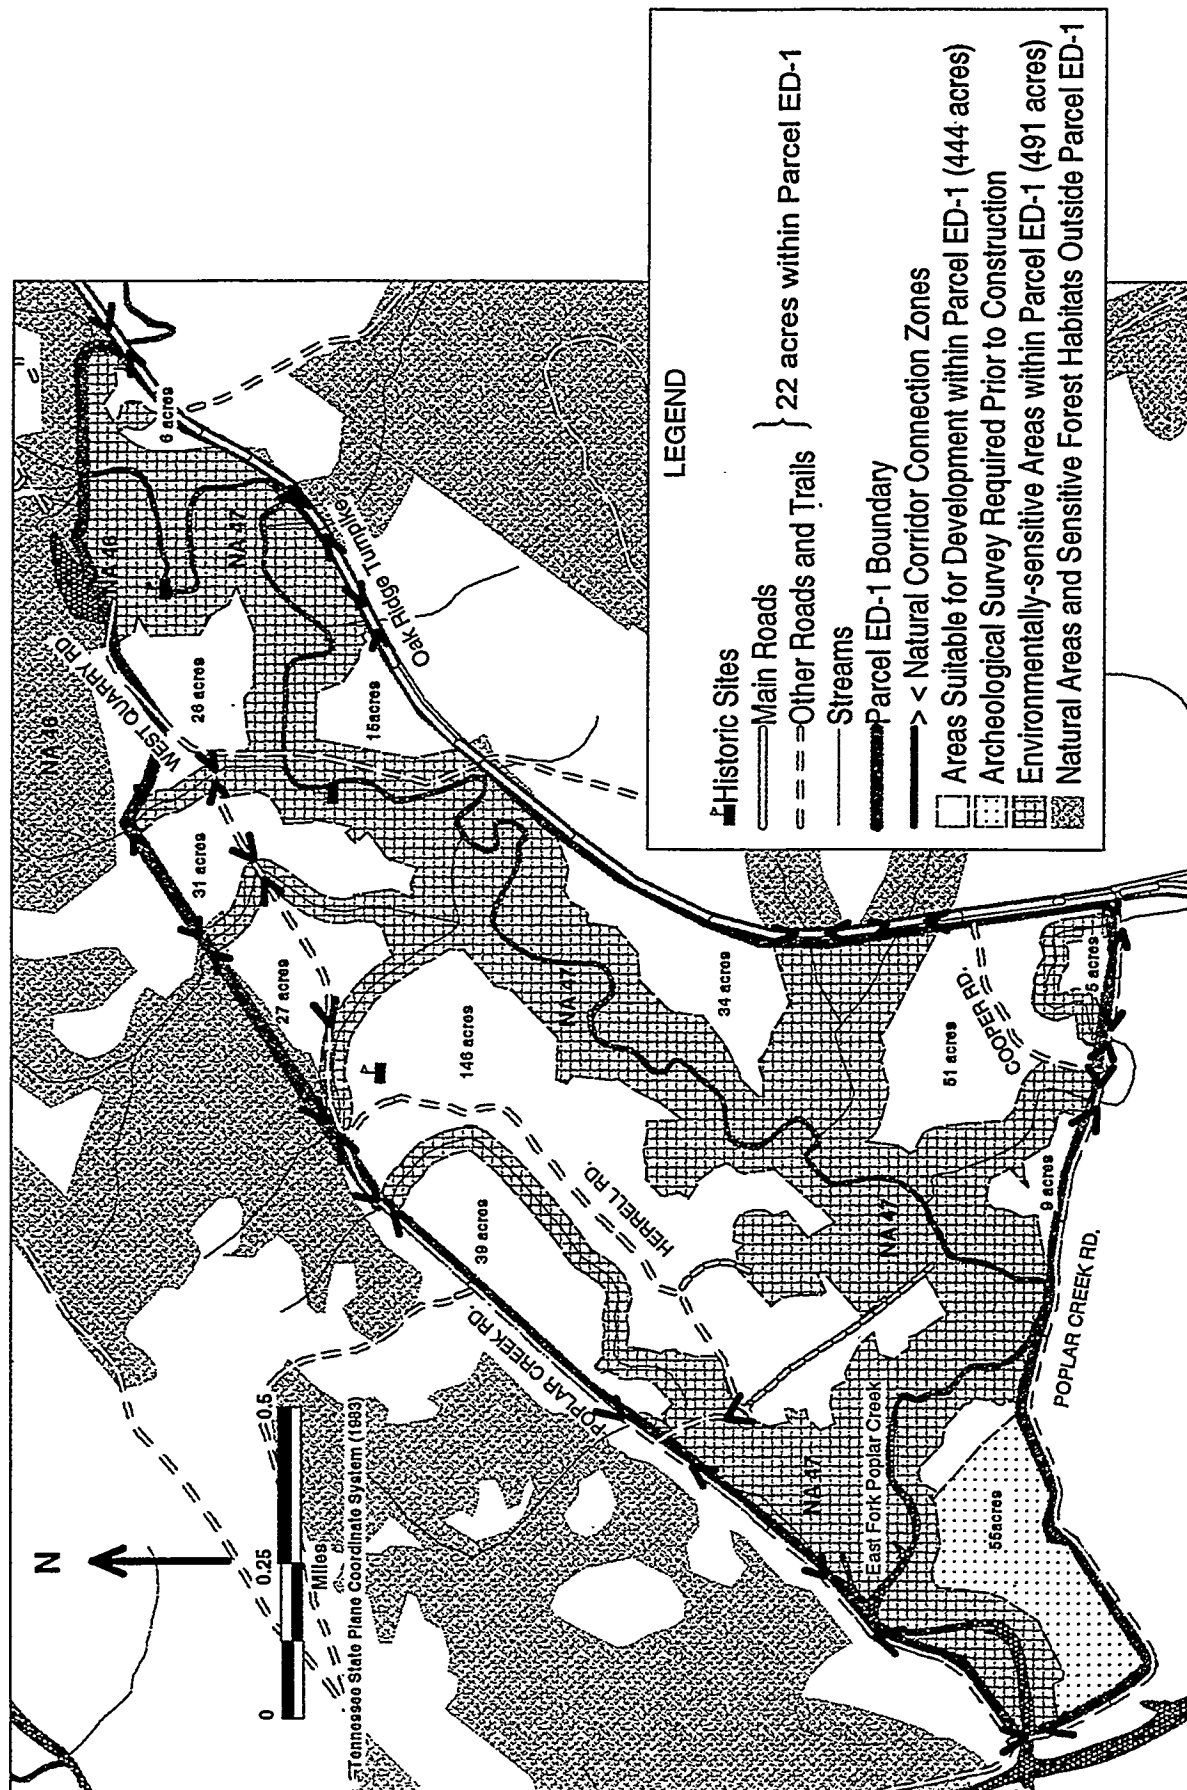 N
0
0.25
0.5
Miles
Tennessee State Plane Coordinate System (1983)
NA 46
WEST QUARRY RD
NA 46
6 acres
NA 47
26 acres
31 acres
15acres
Oak Ridge Turnpike
27 acres
146 acres
NA 47
34 acres
39 acres
HERRELL RD.
POPLAR CREEK RD.
51 acres
COOPER RD.
5 acres
NA 47
9 acres
NA 47
East Fork Poplar Creek
POPLAR CREEK RD.
55acres
LEGEND
Historic Sites
Main Roads
Other Roads and Trails
} 22 acres within Parcel ED-1
Streams
Parcel ED-1 Boundary
> < Natural Corridor Connection Zones
Areas Suitable for Development within Parcel ED-1 (444 acres)
Archeological Survey Required Prior to Construction
Environmentally-sensitive Areas within Parcel ED-1 (491 acres)
Natural Areas and Sensitive Forest Habitats Outside Parcel ED-1